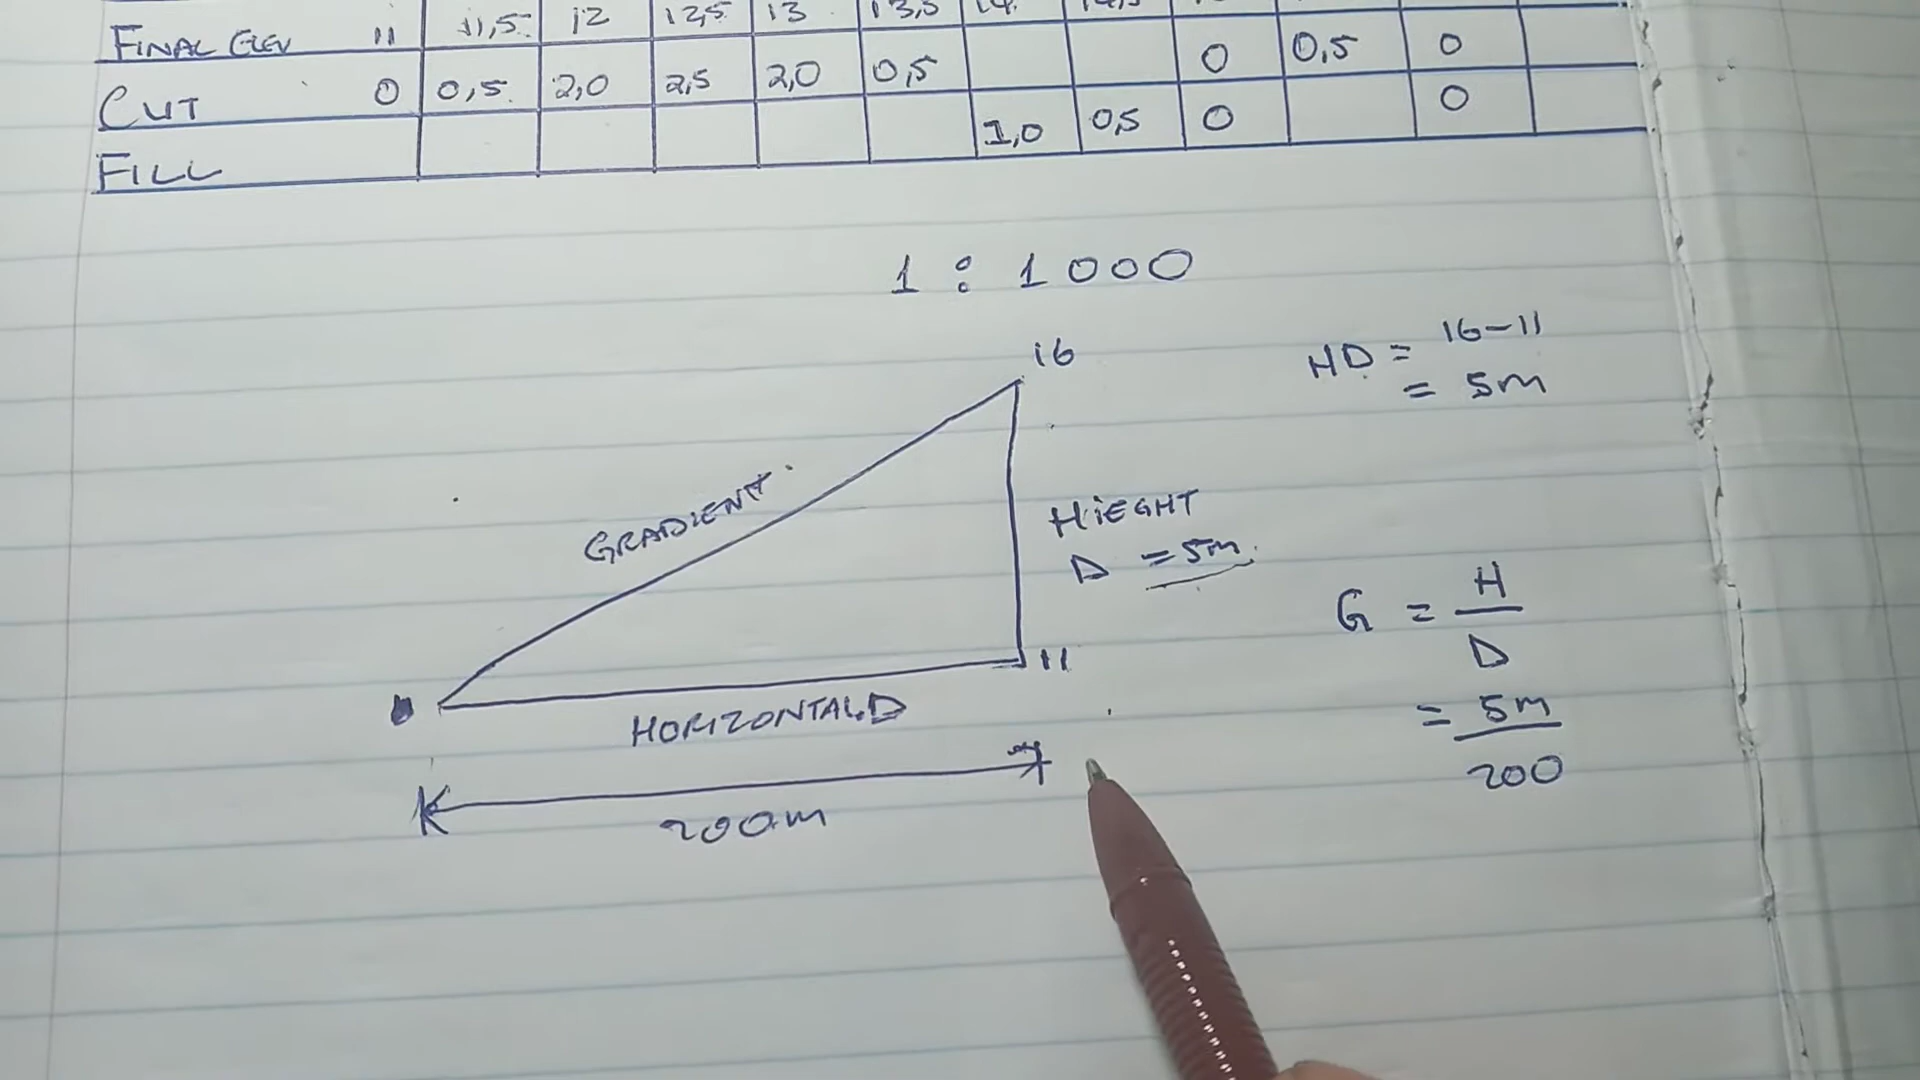 FINAL ELEV 11 11,5 12 12,5 13 13,5 14
CUT 0 0,5 2,0 2,5 2,0 0,5 0 0,5 0
FILL 1,0 0,5 0 0
1 : 1000
16
HD = 16-11
= 5m
GRADIENT
HIEGHT
D = 5m
G = H
D
11
HORIZONTAL D
= 5m
200
200m